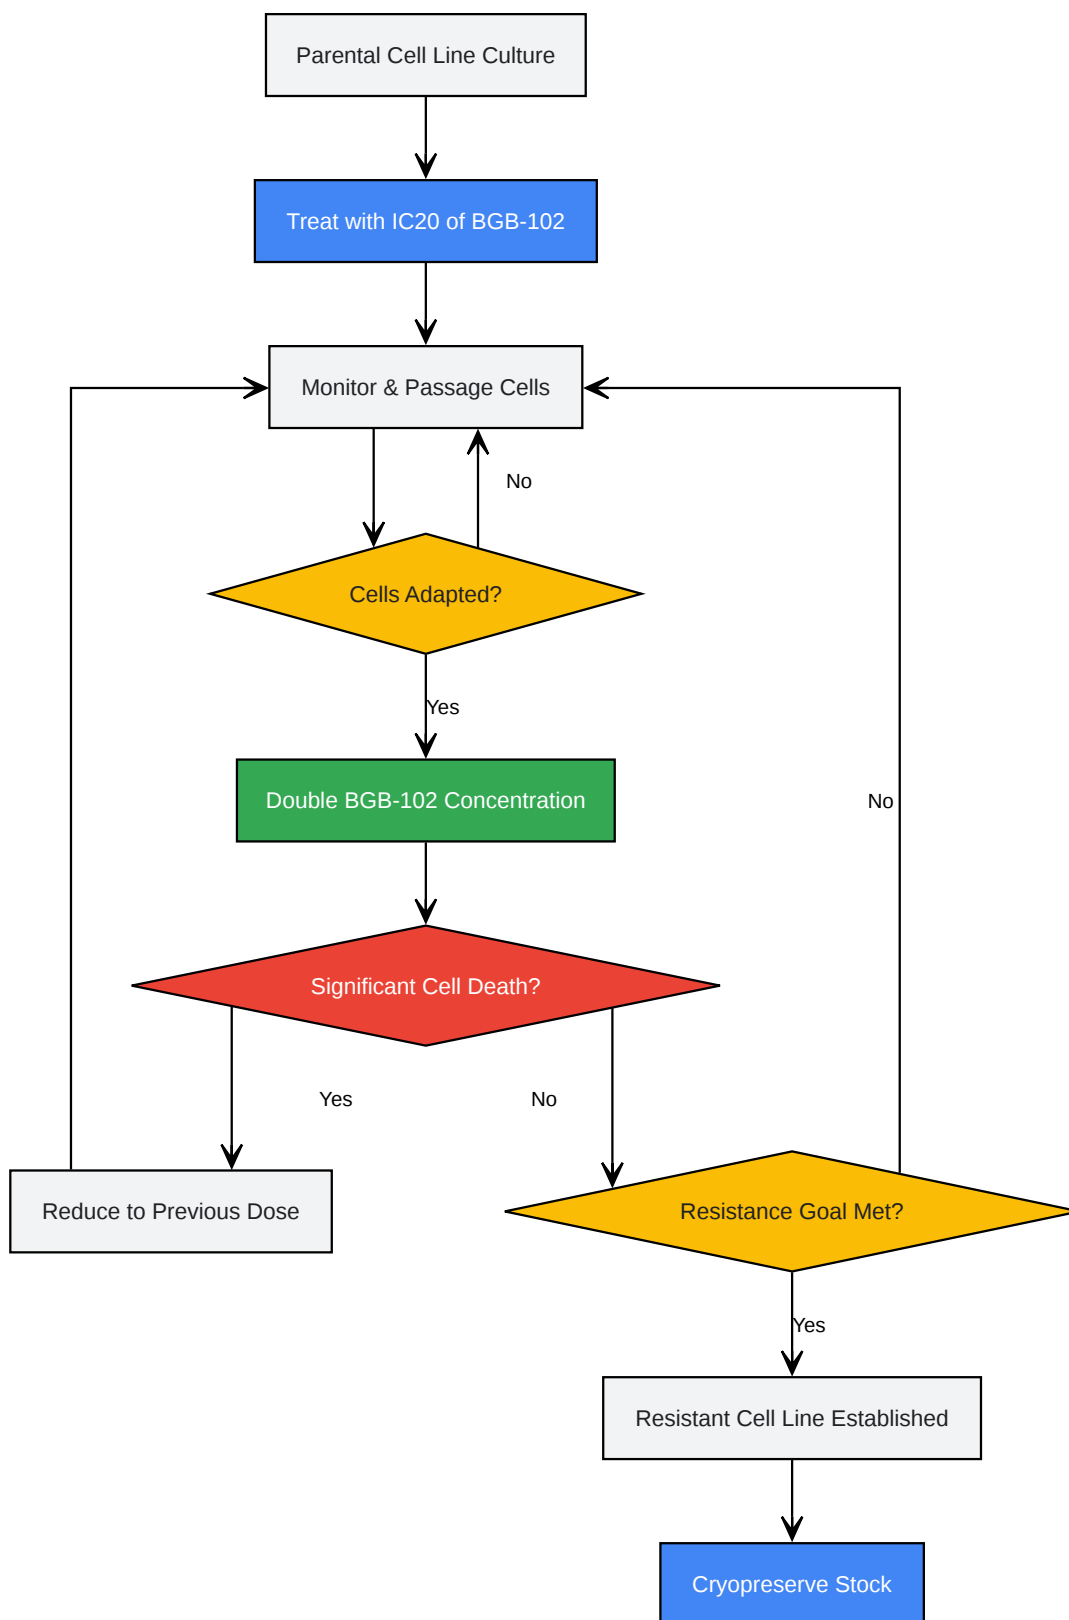 Parental Cell Line Culture
Treat with IC20 of BGB-102
Monitor & Passage Cells
No
Cells Adapted?
Yes
Double BGB-102 Concentration
No
Significant Cell Death?
Yes
No
Reduce to Previous Dose
Resistance Goal Met?
Yes
Resistant Cell Line Established
Cryopreserve Stock